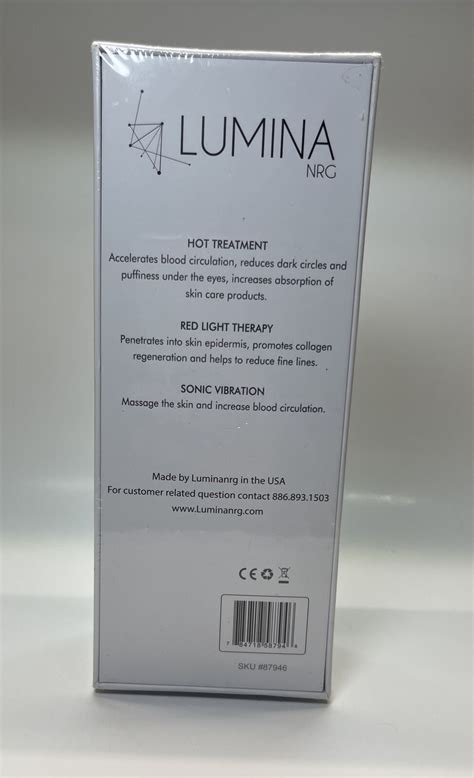 LUMINA
NRG
HOT TREATMENT
Accelerates blood circulation, reduces dark circles and
puffiness under the eyes, increases absorption of
skin care products.
RED LIGHT THERAPY
Penetrates into skin epidermis, promotes collagen
regeneration and helps to reduce fine lines.
SONIC VIBRATION
Massage the skin and increase blood circulation.
Made by Luminanrg in the USA
For customer related question contact 886.893.1503
www.Luminanrg.com
CE
SKU #87946